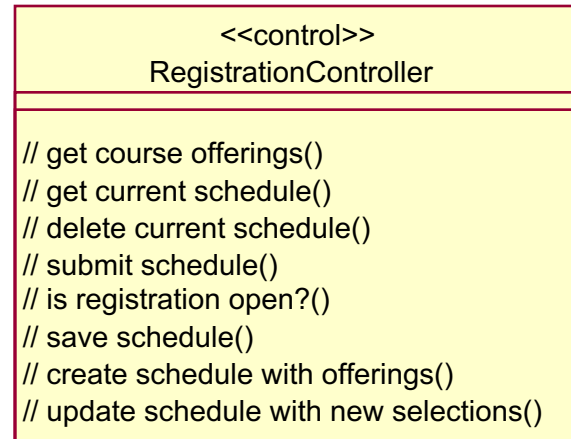 <<control>>
RegistrationController
// get course offerings()
// get current schedule()
// delete current schedule()
// submit schedule()
// is registration open?()
// save schedule()
// create schedule with offerings()
// update schedule with new selections()